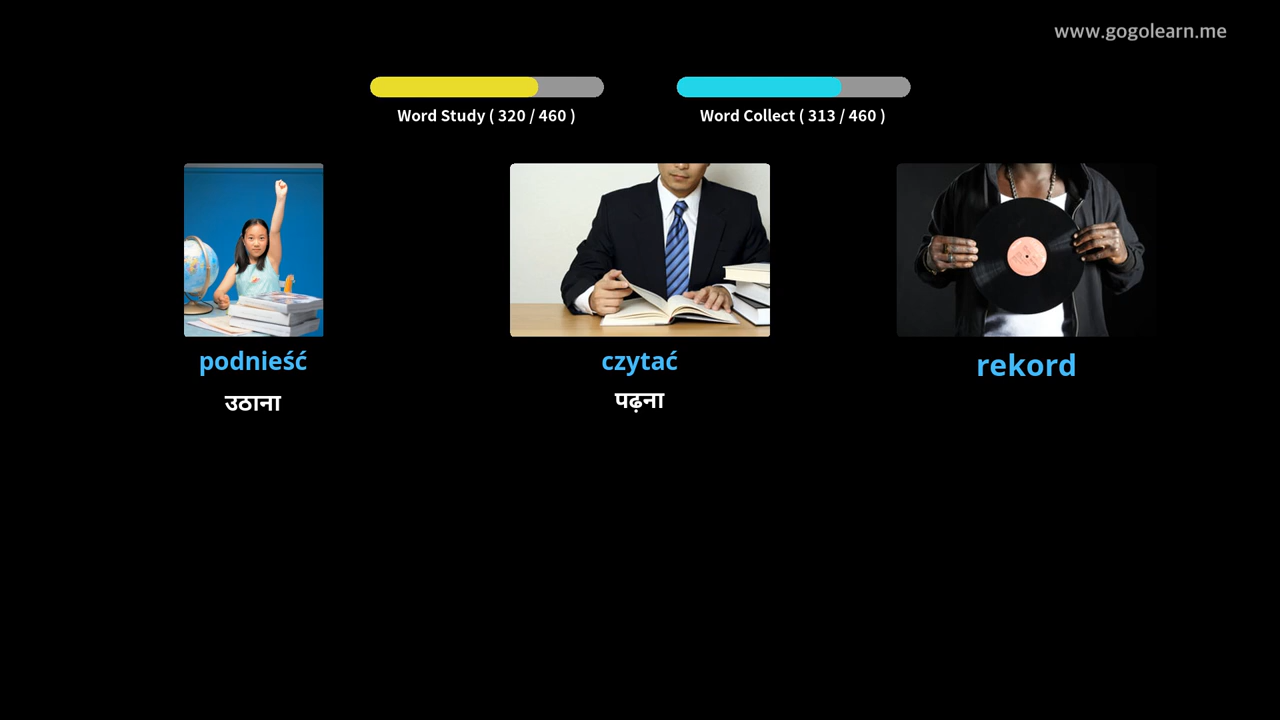 www.gogolearn.me
Word Study ( 320 / 460 )
Word Collect ( 313 / 460 )
podnieść
उठाना
czytać
पढ़ना
rekord